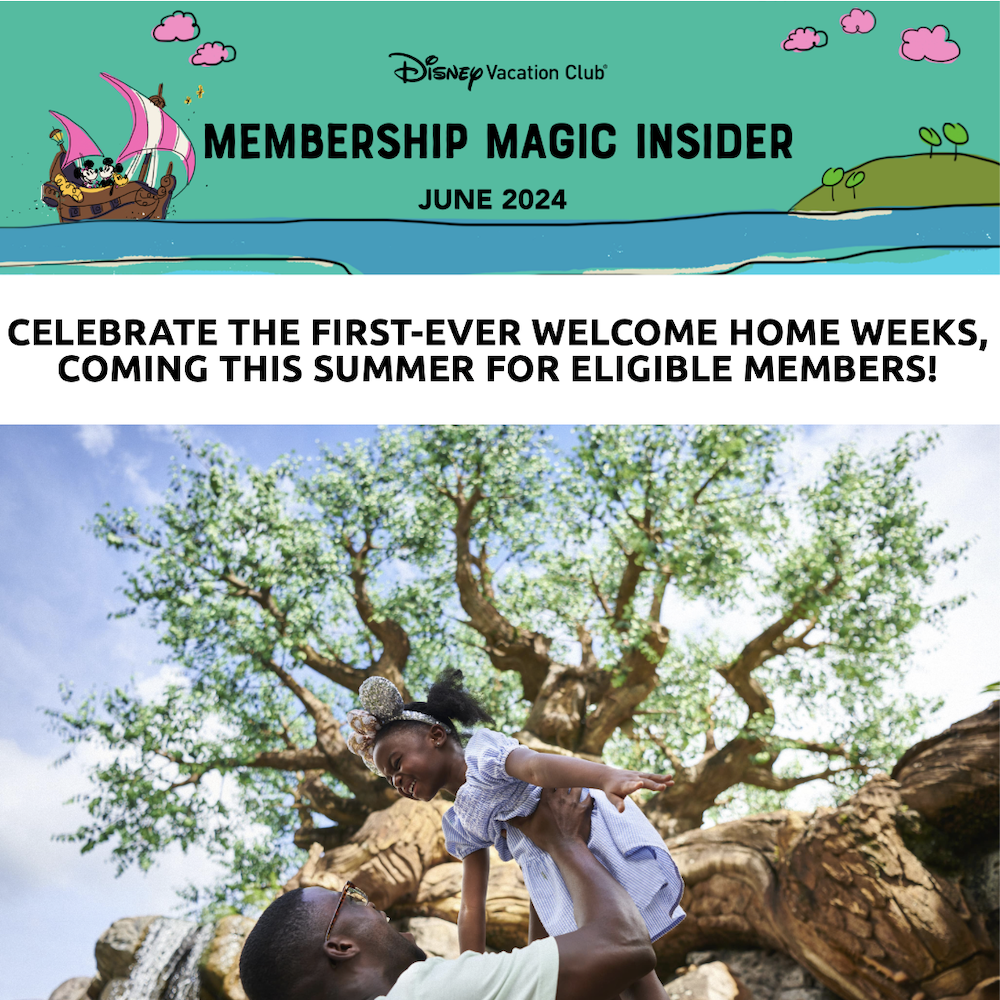 Disney Vacation Club®
MEMBERSHIP MAGIC INSIDER
JUNE 2024
CELEBRATE THE FIRST-EVER WELCOME HOME WEEKS,
COMING THIS SUMMER FOR ELIGIBLE MEMBERS!